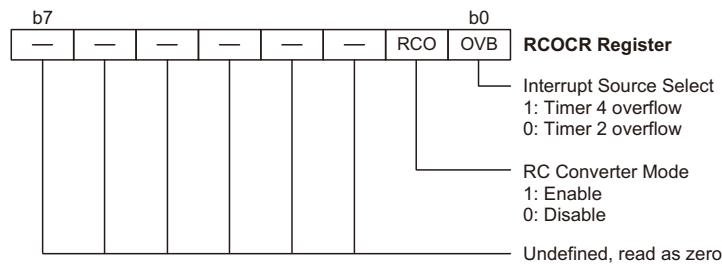 b7 b0
— — — — — — RCO OVB RCOCR Register
Interrupt Source Select
1: Timer 4 overflow
0: Timer 2 overflow
RC Converter Mode
1: Enable
0: Disable
Undefined, read as zero